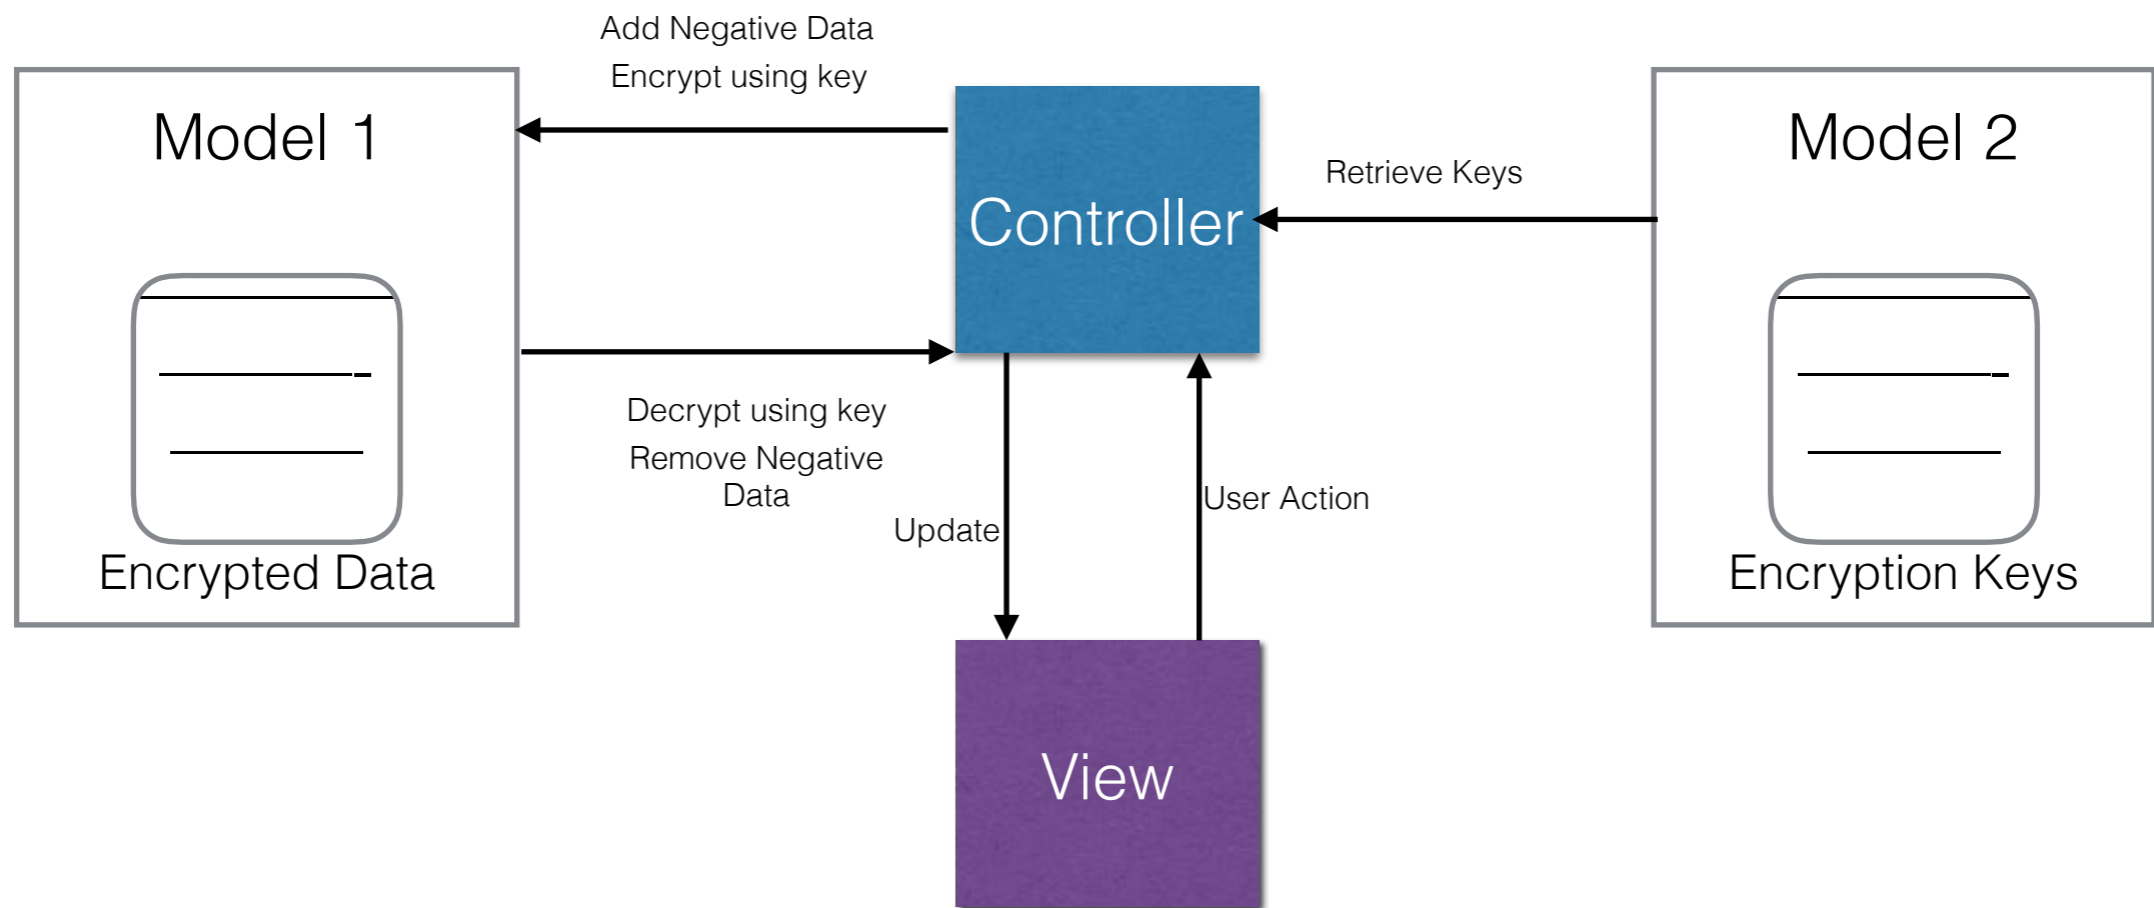 Add Negative Data
Encrypt using key
Model 1
Controller
Model 2
Retrieve Keys
Decrypt using key
Remove Negative
Data
Update
User Action
Encrypted Data
Encryption Keys
View